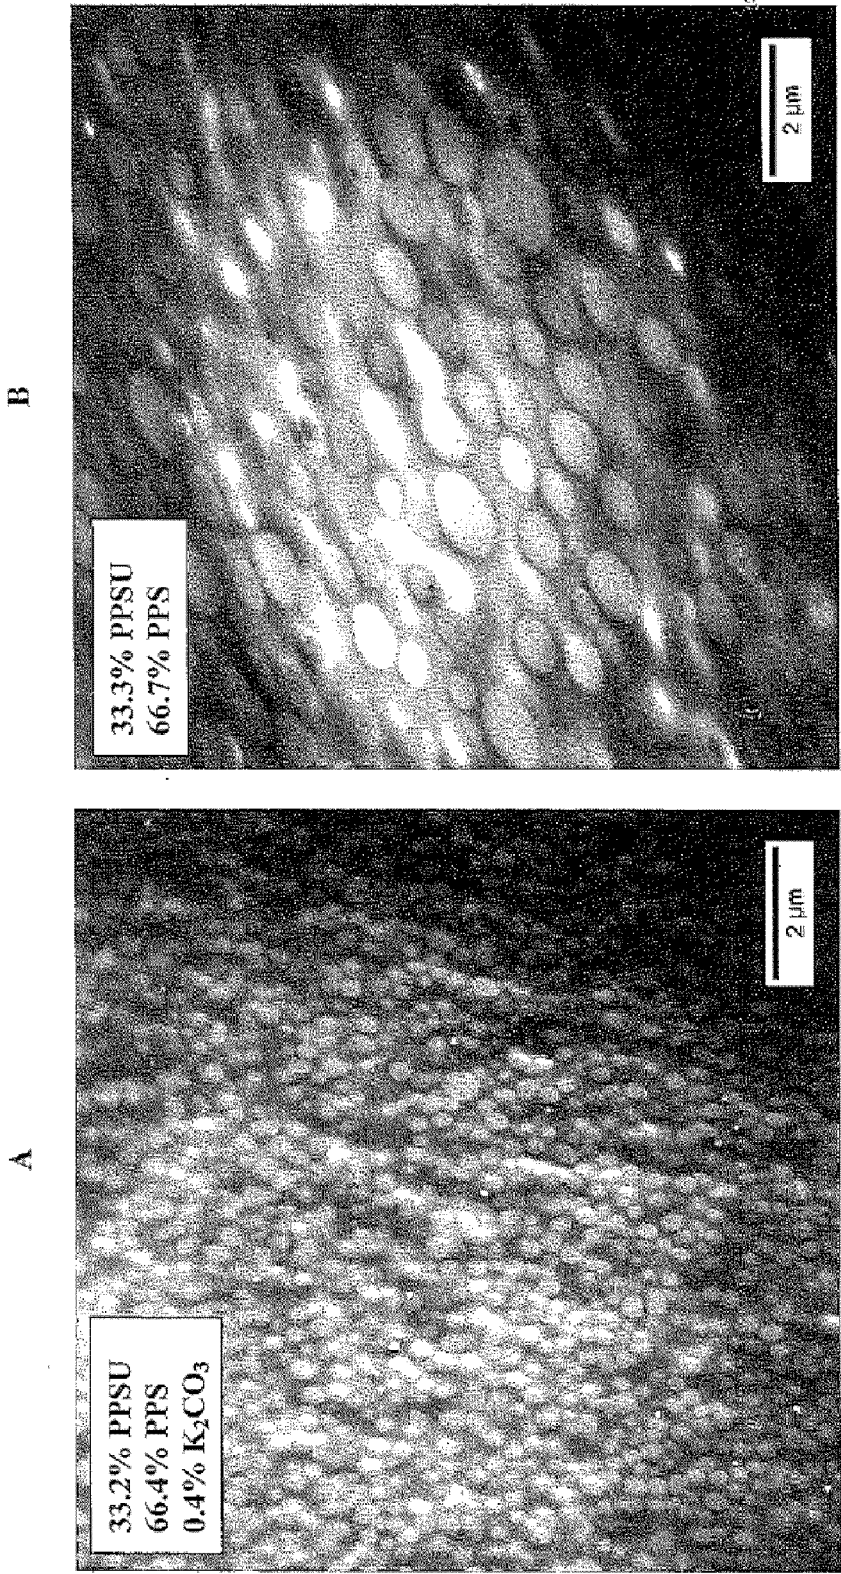 A
33.2% PPSU
66.4% PPS
0.4% K₂CO₃
2 μm
B
33.3% PPSU
66.7% PPS
2 μm